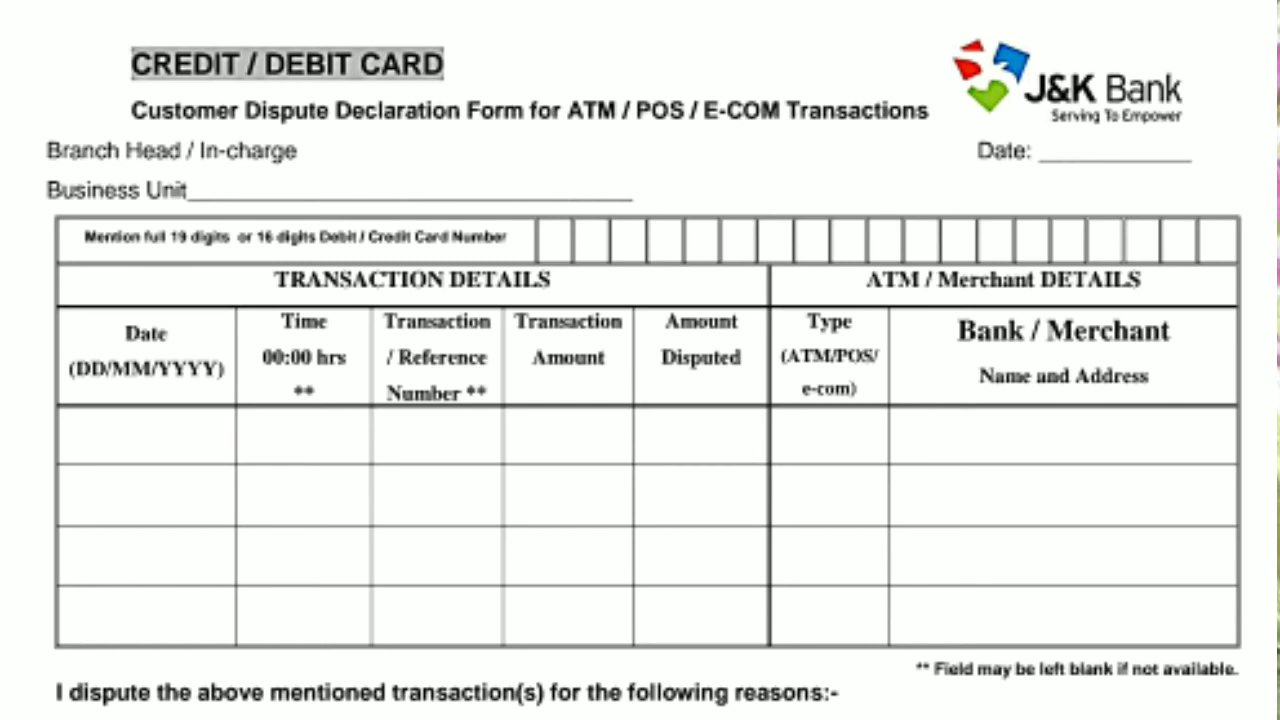 CREDIT / DEBIT CARD
Customer Dispute Declaration Form for ATM / POS / E-COM Transactions
J&K Bank
Serving To Empower
Branch Head / In-charge
Date: ____________
Business Unit___________________________________
Mention full 19 digits or 16 digits Debit / Credit Card Number
TRANSACTION DETAILS
ATM / Merchant DETAILS
Date
(DD/MM/YYYY)
Time
00:00 hrs
**
Transaction
/ Reference
Number **
Transaction
Amount
Amount
Disputed
Type
(ATM/POS/
e-com)
Bank / Merchant
Name and Address
** Field may be left blank if not available.
I dispute the above mentioned transaction(s) for the following reasons:-